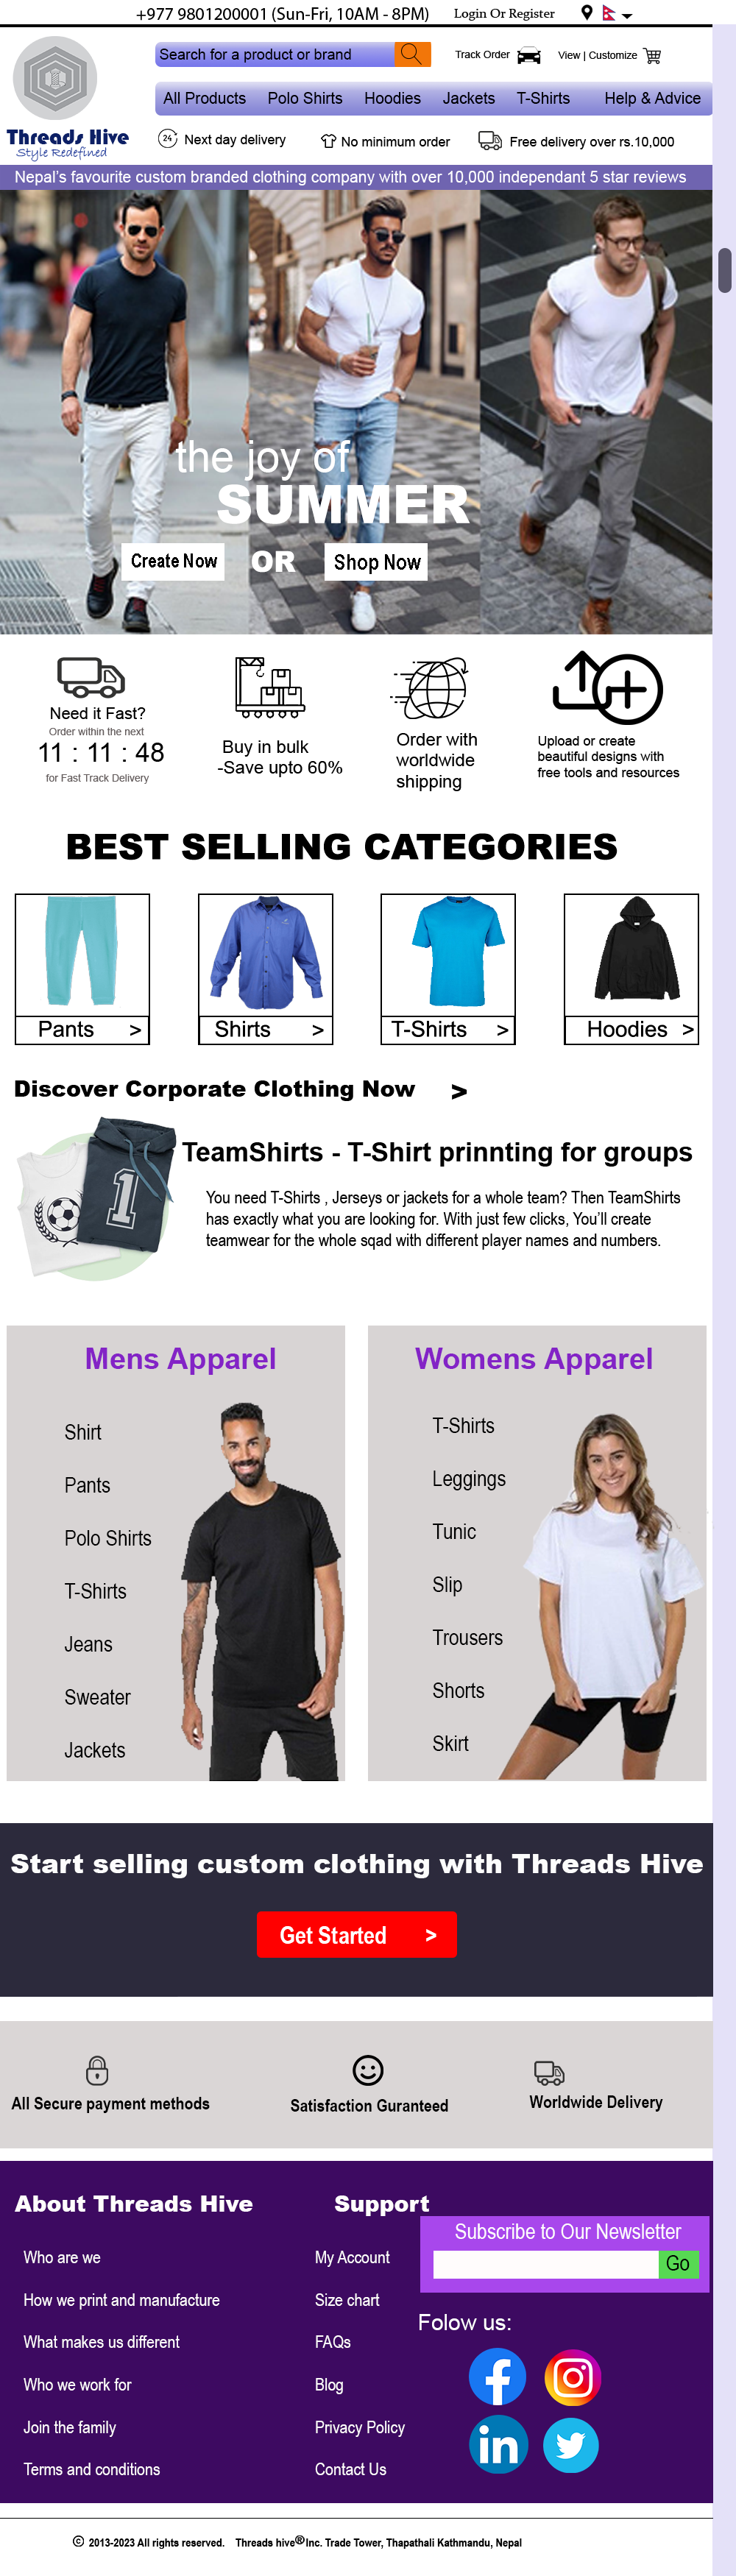 +977 9801200001 (Sun-Fri, 10AM - 8PM) Login Or Register
Search for a product or brand Track Order View | Customize
All Products Polo Shirts Hoodies Jackets T-Shirts Help & Advice
Threads Hive
Style Redefined
24 Next day delivery No minimum order Free delivery over rs.10,000
Nepal's favourite custom branded clothing company with over 10,000 independant 5 star reviews
the joy of
SUMMER
Create Now OR Shop Now
Need it Fast?
Order within the next
11 : 11 : 48
for Fast Track Delivery
Buy in bulk
-Save upto 60%
Order with
worldwide
shipping
Upload or create
beautiful designs with
free tools and resources
BEST SELLING CATEGORIES
Pants > Shirts > T-Shirts > Hoodies >
Discover Corporate Clothing Now >
1
TeamShirts - T-Shirt prinnting for groups
You need T-Shirts , Jerseys or jackets for a whole team? Then TeamShirts
has exactly what you are looking for. With just few clicks, You'll create
teamwear for the whole sqad with different player names and numbers.
Mens Apparel
Shirt
Pants
Polo Shirts
T-Shirts
Jeans
Sweater
Jackets
Womens Apparel
T-Shirts
Leggings
Tunic
Slip
Trousers
Shorts
Skirt
Start selling custom clothing with Threads Hive
Get Started >
All Secure payment methods Satisfaction Guranteed Worldwide Delivery
About Threads Hive
Who are we
How we print and manufacture
What makes us different
Who we work for
Join the family
Terms and conditions
Support
My Account
Size chart
FAQs
Blog
Privacy Policy
Contact Us
Subscribe to Our Newsletter
Go
Folow us:
f
in
© 2013-2023 All rights reserved. Threads hive® Inc. Trade Tower, Thapathali Kathmandu, Nepal